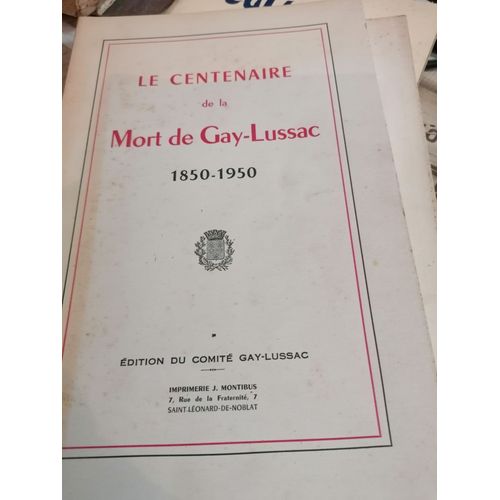 LE CENTENAIRE
de la
Mort de Gay-Lussac
1850-1950
ÉDITION DU COMITÉ GAY-LUSSAC
IMPRIMERIE J. MONTIBUS
7, Rue de la Fraternité, 7
SAINT-LÉONARD-DE-NOBLAT